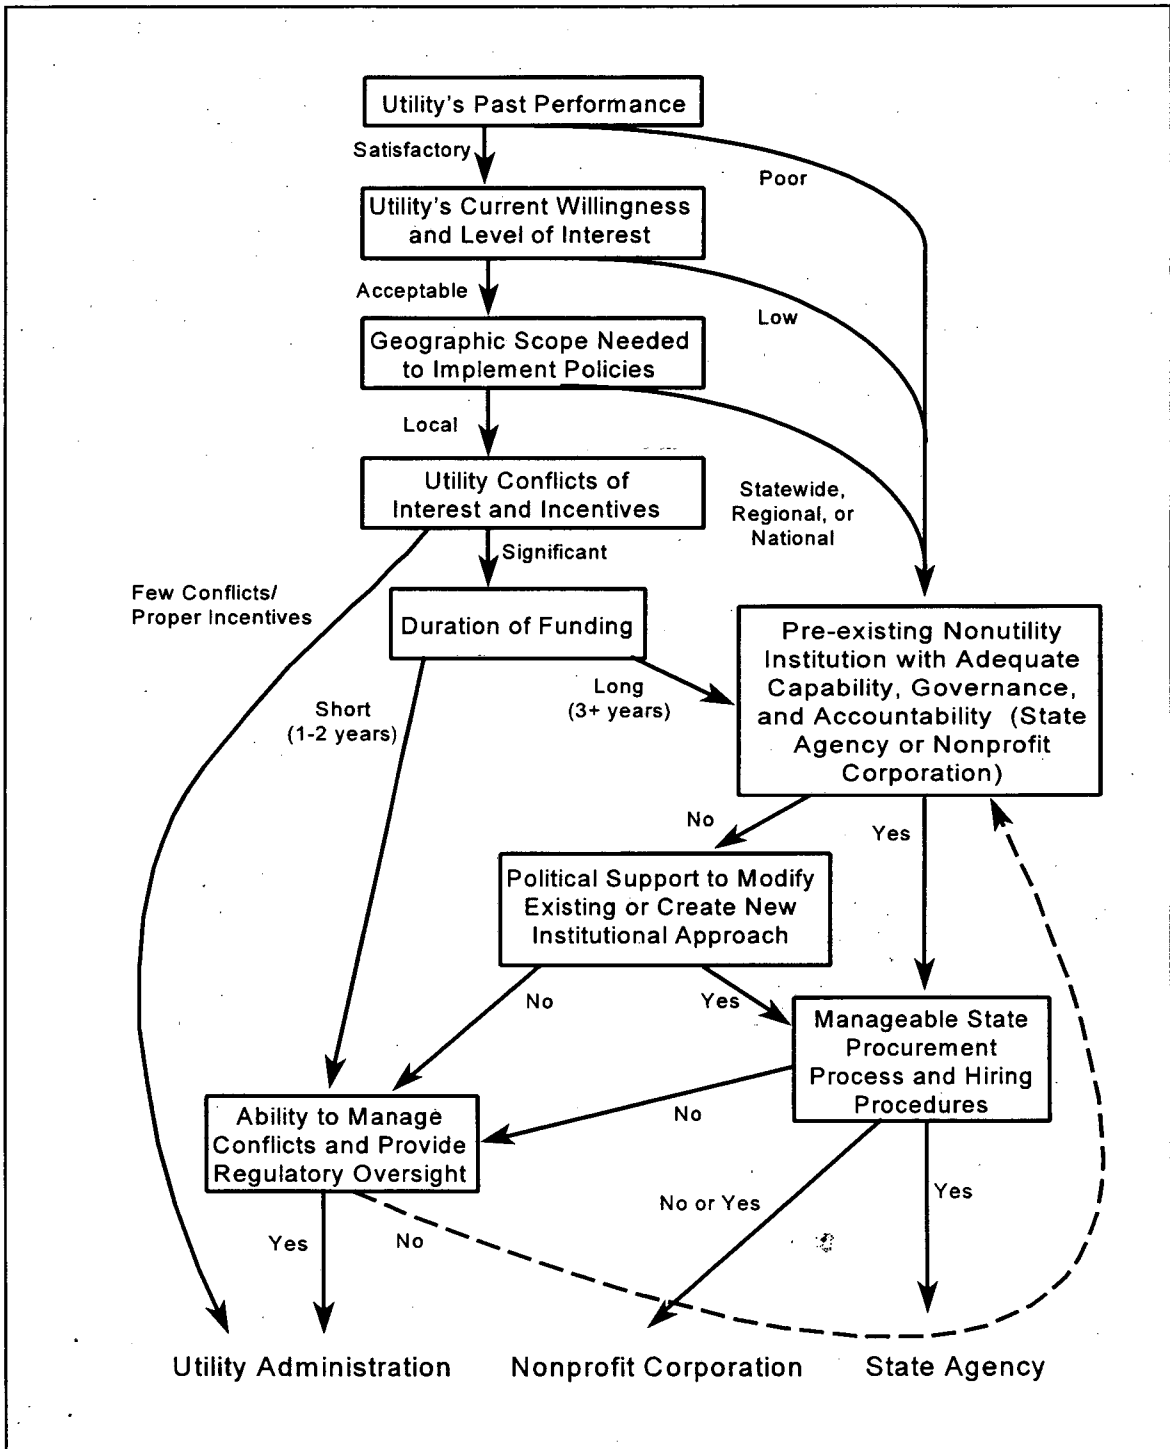 Utility's Past Performance
Satisfactory
Poor
Utility's Current Willingness
and Level of Interest
Acceptable
Low
Geographic Scope Needed
to Implement Policies
Local
Utility Conflicts of
Interest and Incentives
Statewide,
Regional, or
National
Significant
Few Conflicts/
Proper Incentives
Duration of Funding
Pre-existing Nonutility
Institution with Adequate
Capability, Governance,
and Accountability (State
Agency or Nonprofit
Corporation)
Short
(1-2 years)
Long
(3+ years)
No
Yes
Political Support to Modify
Existing or Create New
Institutional Approach
No
Yes
Manageable State
Procurement
Process and Hiring
Procedures
Ability to Manage
Conflicts and Provide
Regulatory Oversight
No
No or Yes
Yes
Yes
No
Utility Administration
Nonprofit Corporation
State Agency